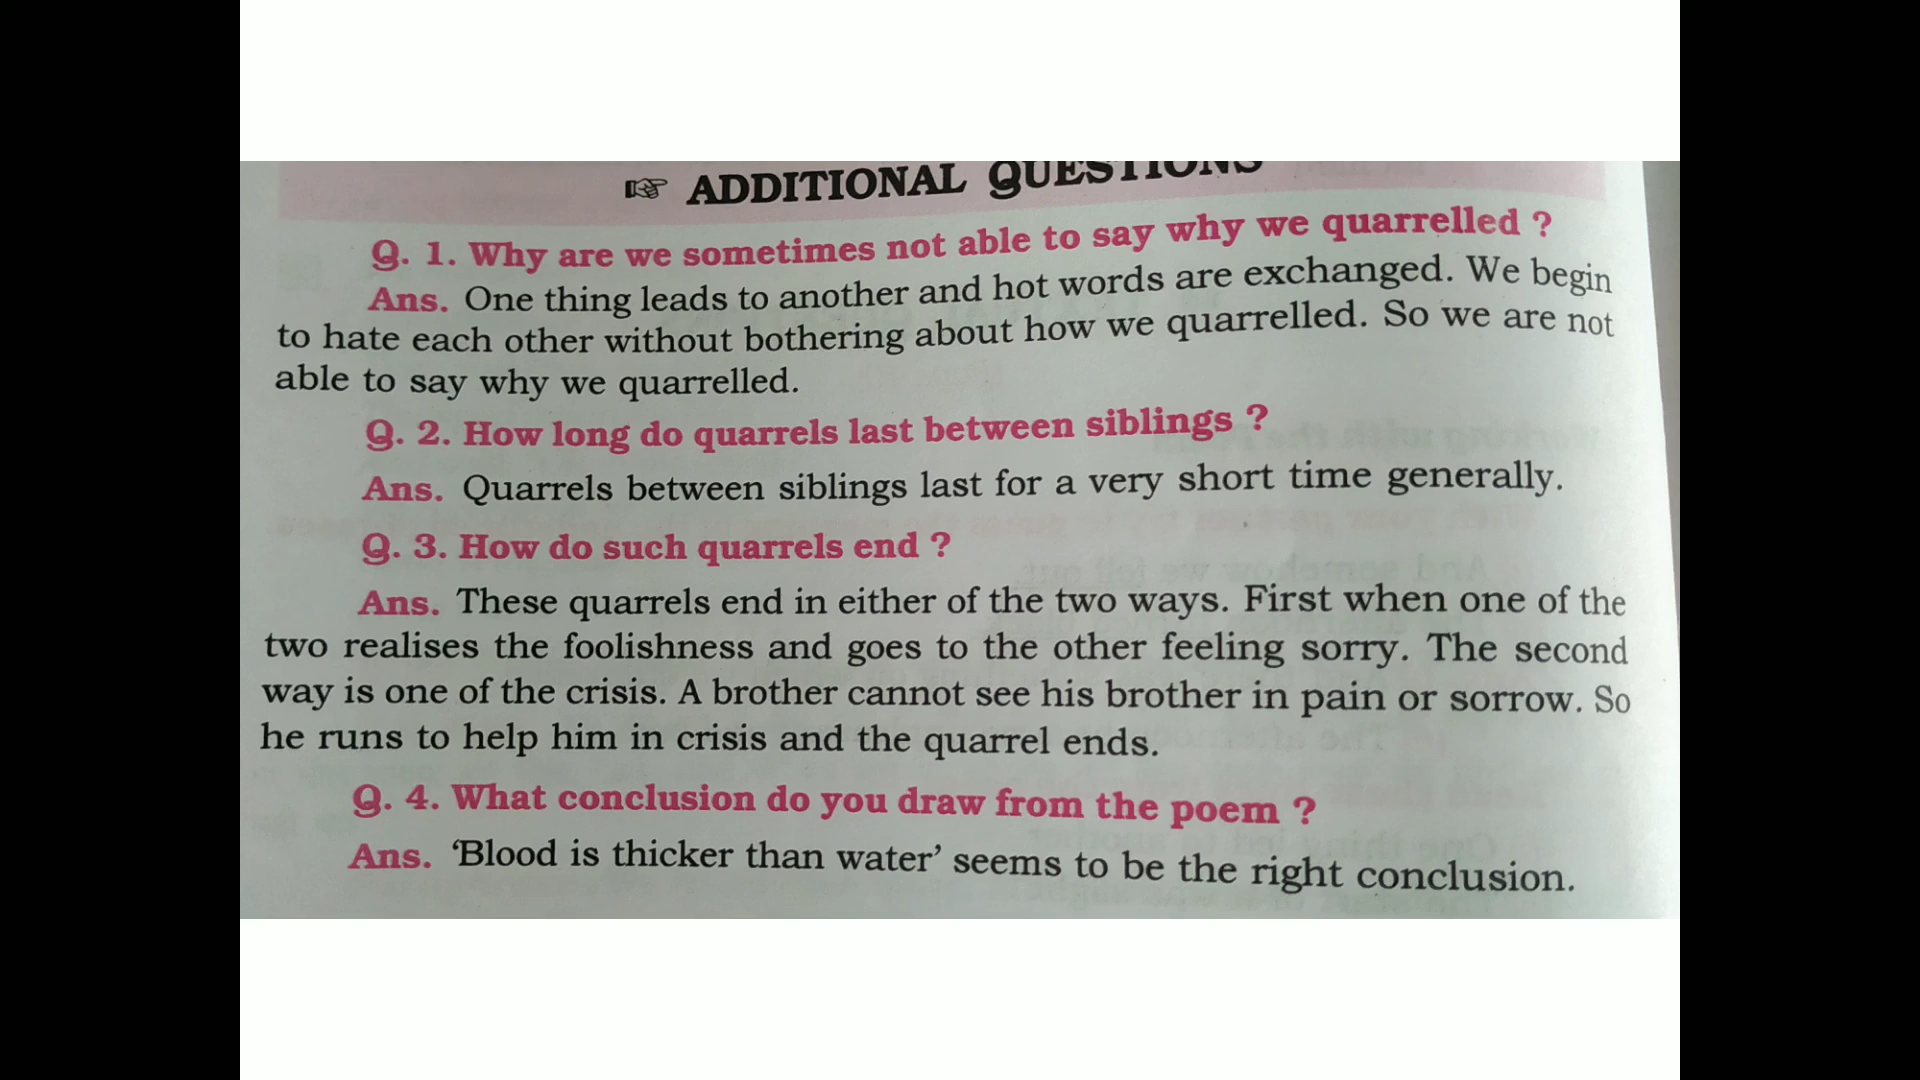 ☞ ADDITIONAL QUESTIONS
Q. 1. Why are we sometimes not able to say why we quarrelled ?
Ans. One thing leads to another and hot words are exchanged. We begin
to hate each other without bothering about how we quarrelled. So we are not
able to say why we quarrelled.
Q. 2. How long do quarrels last between siblings ?
Ans. Quarrels between siblings last for a very short time generally.
Q. 3. How do such quarrels end ?
Ans. These quarrels end in either of the two ways. First when one of the
two realises the foolishness and goes to the other feeling sorry. The second
way is one of the crisis. A brother cannot see his brother in pain or sorrow. So
he runs to help him in crisis and the quarrel ends.
Q. 4. What conclusion do you draw from the poem ?
Ans. ‘Blood is thicker than water’ seems to be the right conclusion.